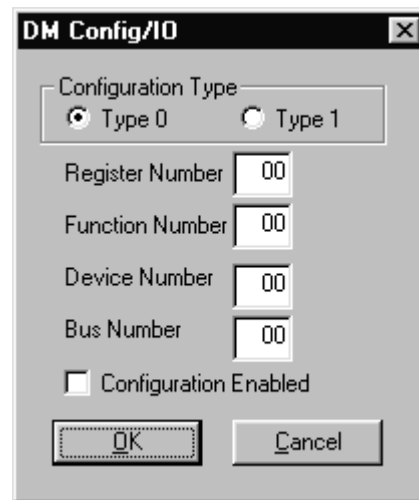 DM Config/IO
Configuration Type
Type 0 Type 1
Register Number 00
Function Number 00
Device Number 00
Bus Number 00
Configuration Enabled
OK Cancel